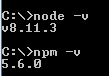 C:\>node -v
v8.11.3
C:\>npm -v
5.6.0